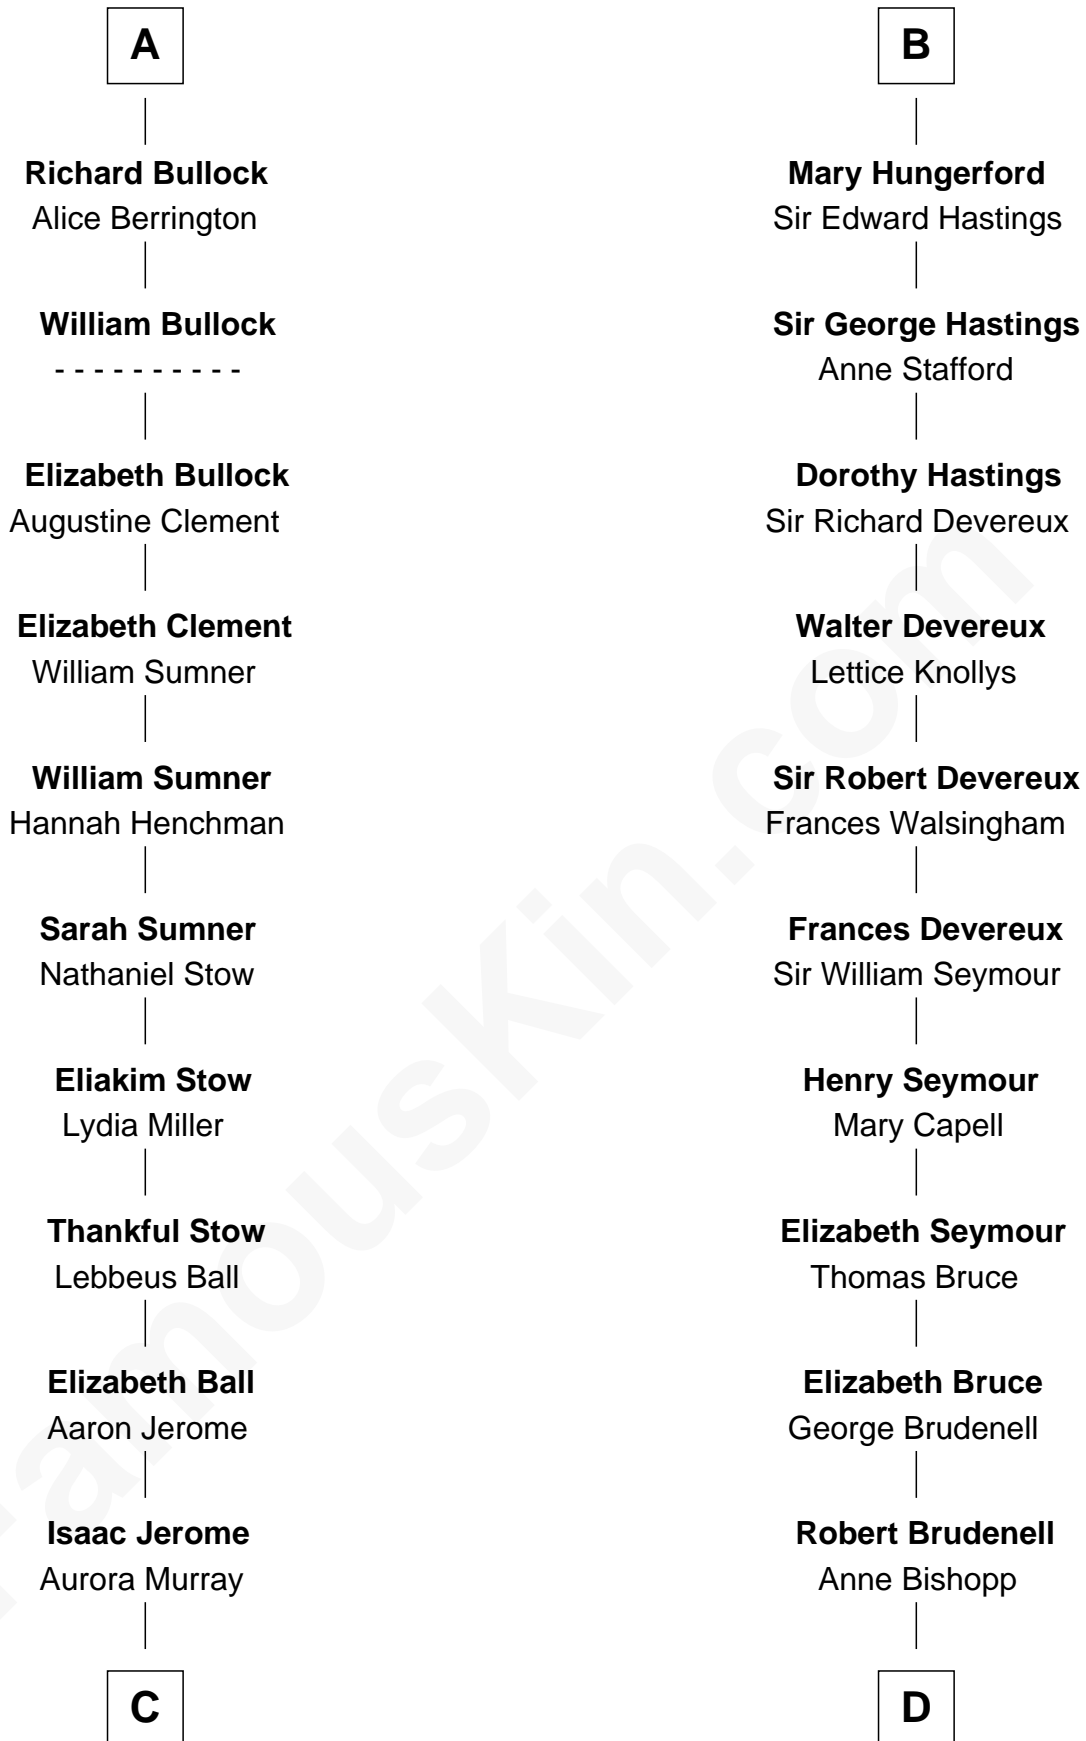 A
Richard Bullock
Alice Berrington
William Bullock
- - - - - - - - - -
Elizabeth Bullock
Augustine Clement
Elizabeth Clement
William Sumner
William Sumner
Hannah Henchman
Sarah Sumner
Nathaniel Stow
Eliakim Stow
Lydia Miller
Thankful Stow
Lebbeus Ball
Elizabeth Ball
Aaron Jerome
Isaac Jerome
Aurora Murray
C
B
Mary Hungerford
Sir Edward Hastings
Sir George Hastings
Anne Stafford
Dorothy Hastings
Sir Richard Devereux
Walter Devereux
Lettice Knollys
Sir Robert Devereux
Frances Walsingham
Frances Devereux
Sir William Seymour
Henry Seymour
Mary Capell
Elizabeth Seymour
Thomas Bruce
Elizabeth Bruce
George Brudenell
Robert Brudenell
Anne Bishopp
D
FamousKin.com